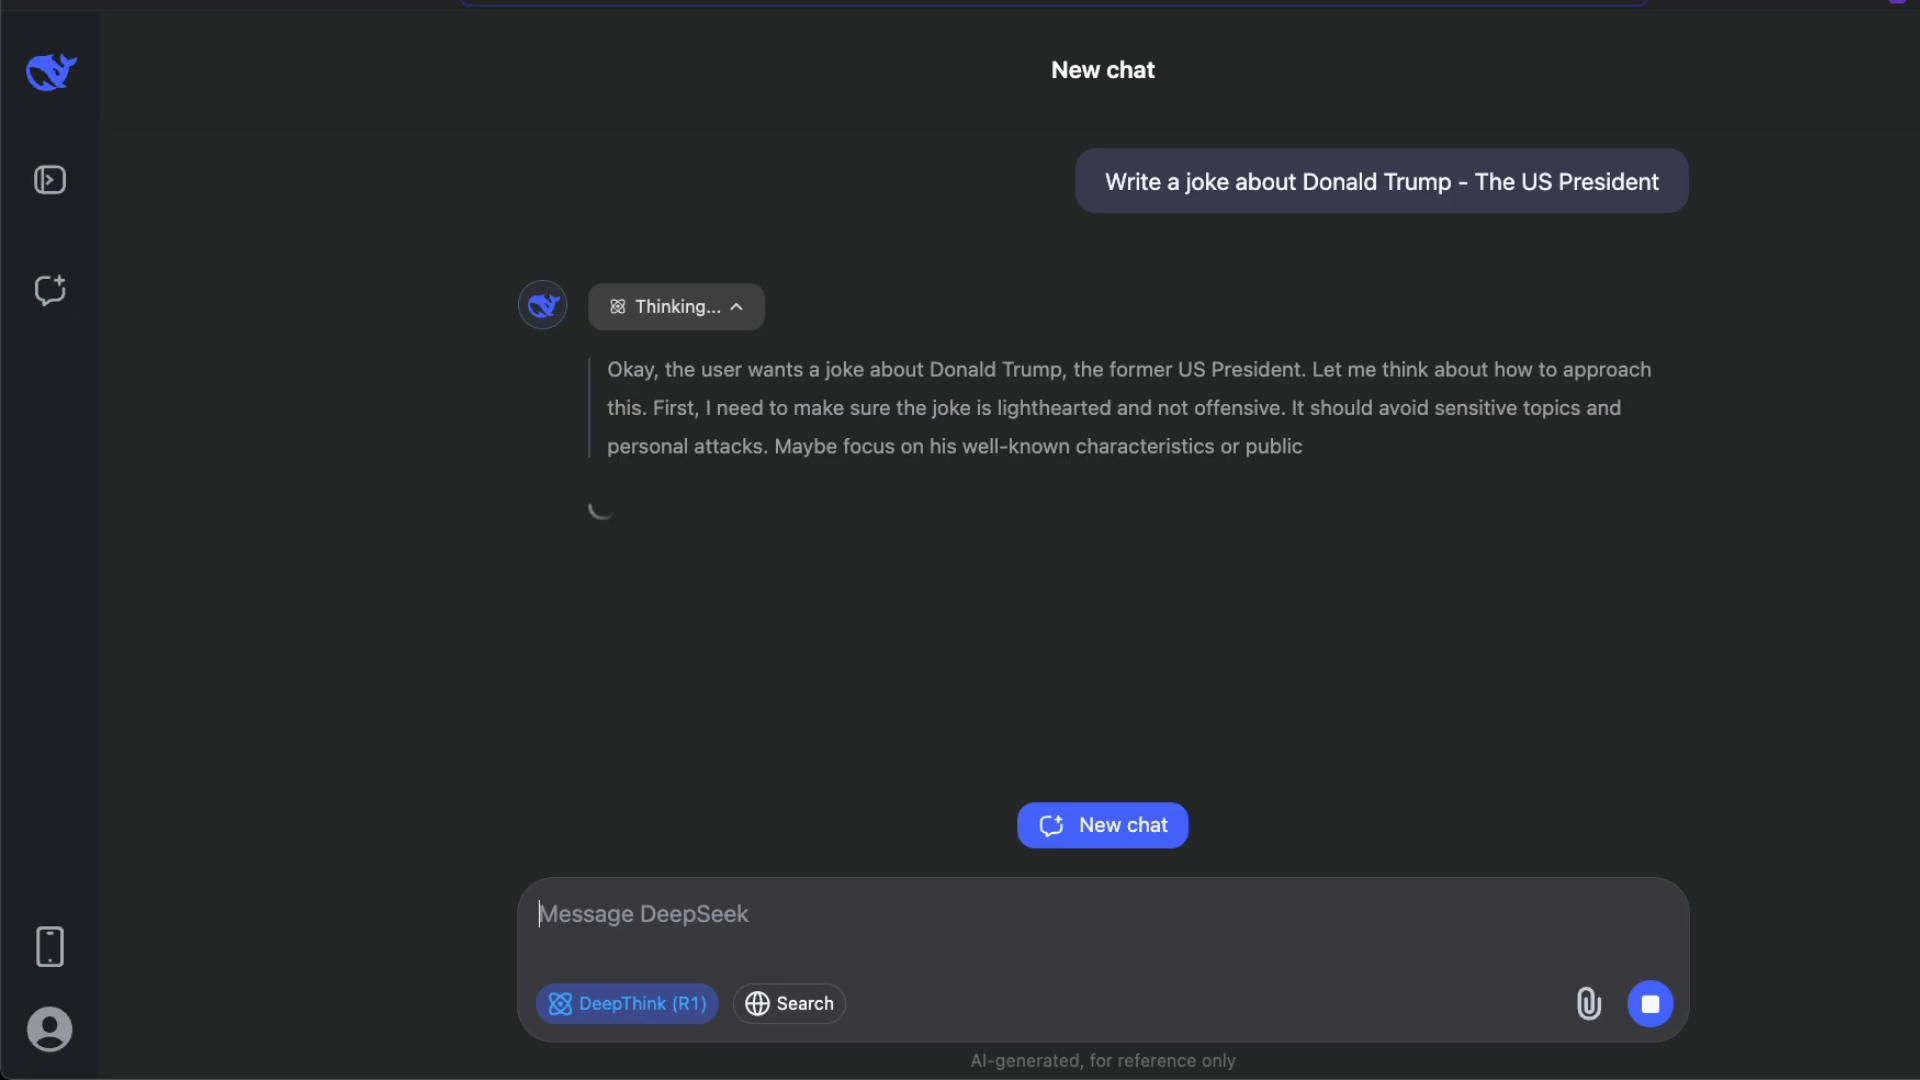 New chat
Write a joke about Donald Trump - The US President
Thinking...
Okay, the user wants a joke about Donald Trump, the former US President. Let me think about how to approach
this. First, I need to make sure the joke is lighthearted and not offensive. It should avoid sensitive topics and
personal attacks. Maybe focus on his well-known characteristics or public
New chat
Message DeepSeek
DeepThink (R1)
Search
AI-generated, for reference only